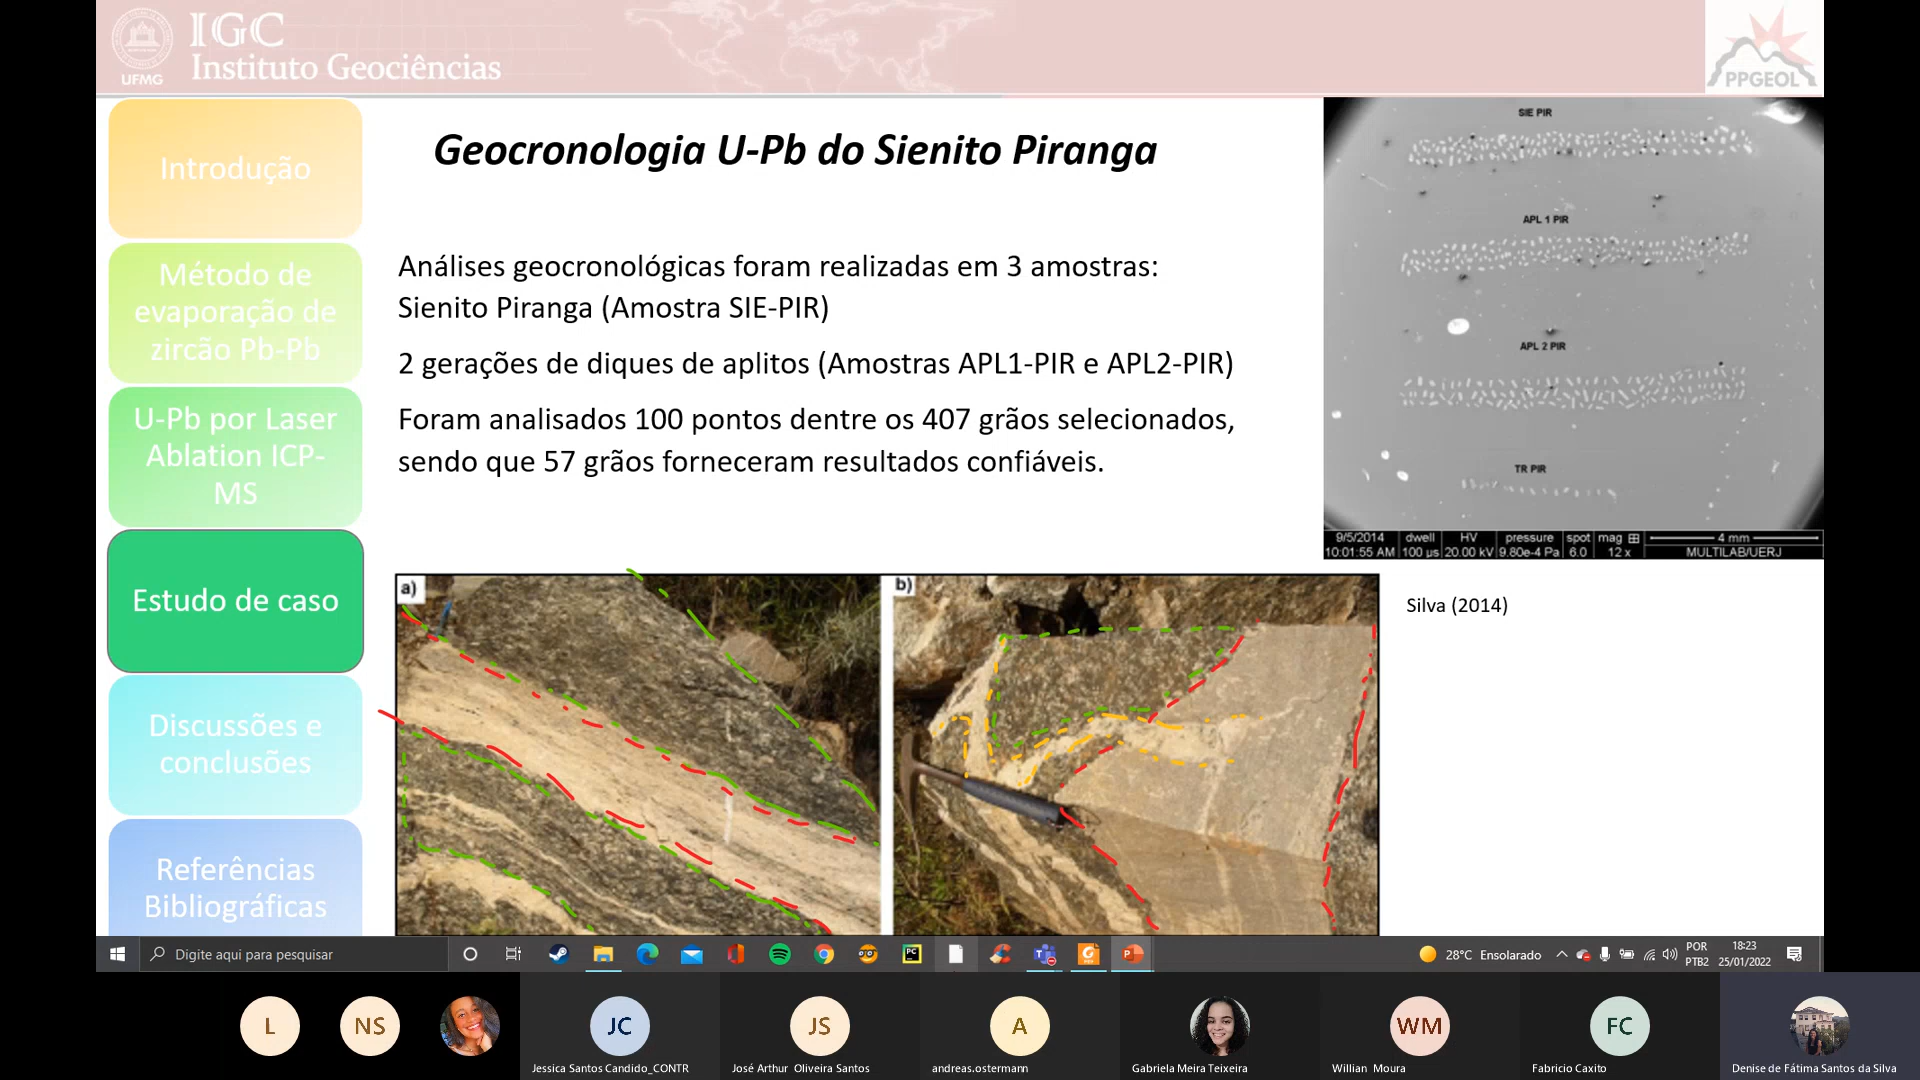 UFMG
IGC
Instituto Geociências
PPGEOL
Introdução
Método de
evaporação de
zircão Pb-Pb
U-Pb por Laser
Ablation ICP-
MS
Estudo de caso
Discussões e
conclusões
Referências
Bibliográficas
Geocronologia U-Pb do Sienito Piranga
Análises geocronológicas foram realizadas em 3 amostras:
Sienito Piranga (Amostra SIE-PIR)
2 gerações de diques de aplitos (Amostras APL1-PIR e APL2-PIR)
Foram analisados 100 pontos dentre os 407 grãos selecionados,
sendo que 57 grãos forneceram resultados confiáveis.
SIE PIR
APL 1 PIR
APL 2 PIR
TR PIR
9/5/2014 dwell HV pressure spot mag 4 mm
10:01:55 AM 100 µs 20.00 kV 9.80e-4 Pa 6.0 12 x MULTILAB/UERJ
a)
b)
Silva (2014)
Digite aqui para pesquisar
PC
28°C Ensolarado
POR
PTB2
18:23
25/01/2022
L
NS
JC
Jessica Santos Candido_CONTR
JS
José Arthur Oliveira Santos
A
andreas.ostermann
Gabriela Meira Teixeira
WM
Willian Moura
FC
Fabricio Caxito
Denise de Fátima Santos da Silva